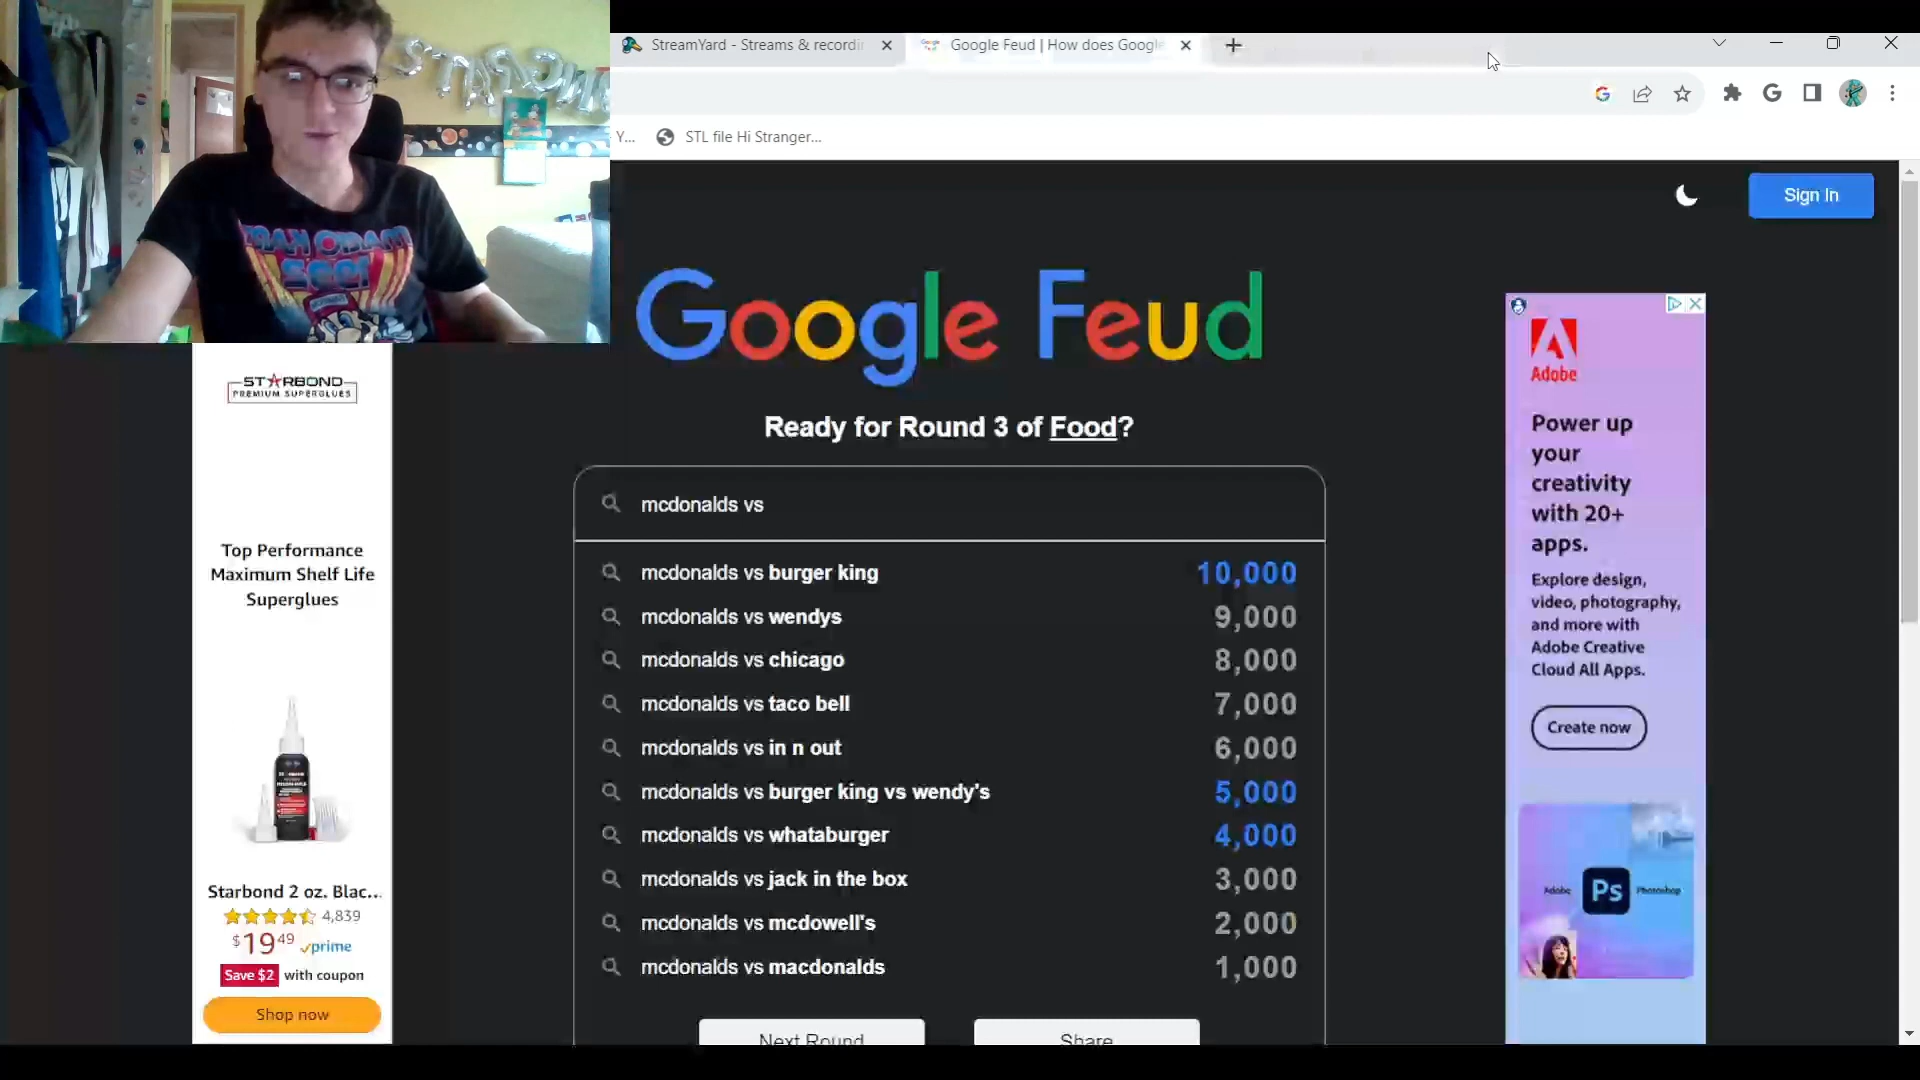 StreamYard - Streams & recordi
Google Feud | How does Google
Y...
STL file Hi Stranger...
Sign In
Google Feud
Ready for Round 3 of Food?
mcdonalds vs
mcdonalds vs burger king 10,000
mcdonalds vs wendys 9,000
mcdonalds vs chicago 8,000
mcdonalds vs taco bell 7,000
mcdonalds vs in n out 6,000
mcdonalds vs burger king vs wendy's 5,000
mcdonalds vs whataburger 4,000
mcdonalds vs jack in the box 3,000
mcdonalds vs mcdowell's 2,000
mcdonalds vs macdonalds 1,000
Next Round
Share
STARBOND
PREMIUM SUPERGLUES
Top Performance
Maximum Shelf Life
Superglues
Starbond 2 oz. Blac...
4,839
$19 49 prime
Save $2 with coupon
Shop now
Adobe
Power up
your
creativity
with 20+
apps.
Explore design,
video, photography,
and more with
Adobe Creative
Cloud All Apps.
Create now
Adobe
Ps
Photoshop